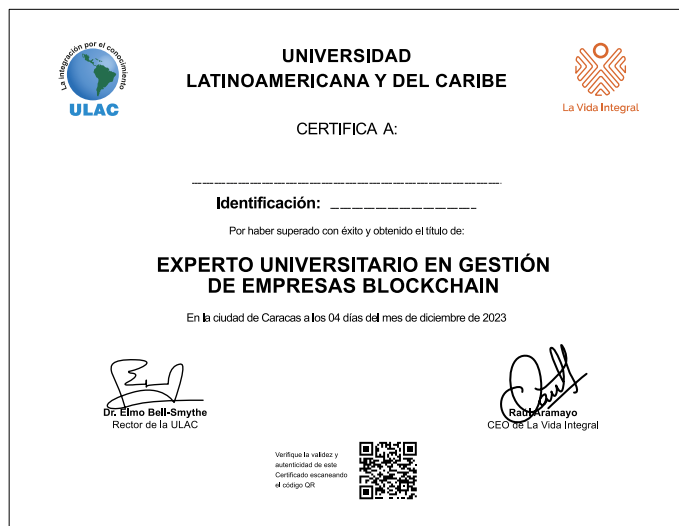 La integración por el conocimiento
ULAC
UNIVERSIDAD
LATINOAMERICANA Y DEL CARIBE
La Vida Integral
CERTIFICA A:
Identificación:
Por haber superado con éxito y obtenido el título de:
EXPERTO UNIVERSITARIO EN GESTIÓN
DE EMPRESAS BLOCKCHAIN
En la ciudad de Caracas a los 04 días del mes de diciembre de 2023
Dr. Elmo Bell-Smythe
Rector de la ULAC
Raúl Aramayo
CEO de La Vida Integral
Verifique la validez y
autenticidad de este
Certificado escaneando
el código QR